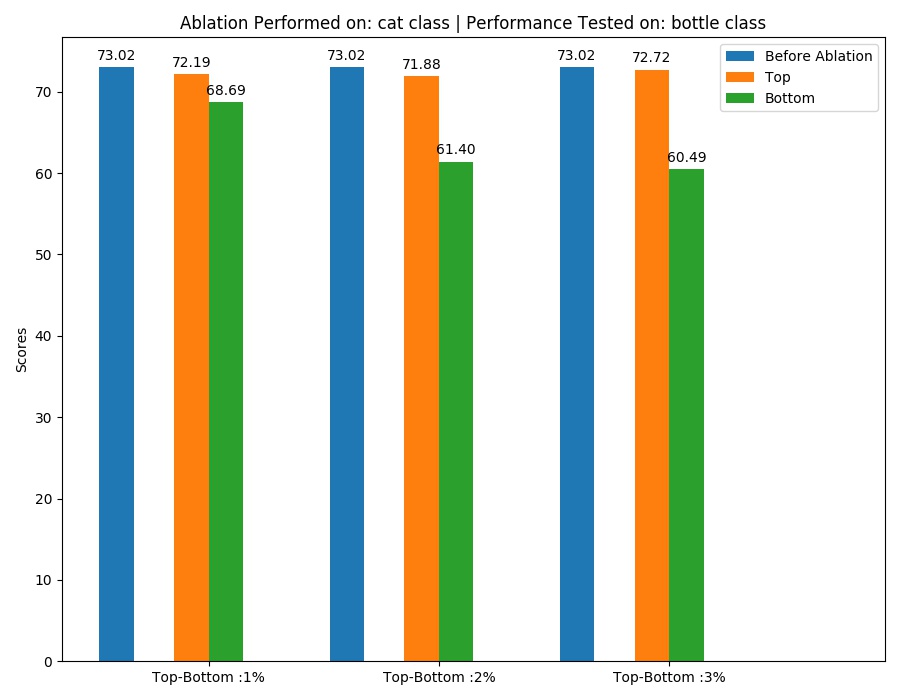 Ablation Performed on: cat class | Performance Tested on: bottle class
73.02
72.19
68.69
73.02
71.88
61.40
73.02
72.72
60.49
Before Ablation
Top
Bottom
Scores
70
60
50
40
30
20
10
0
Top-Bottom :1%
Top-Bottom :2%
Top-Bottom :3%